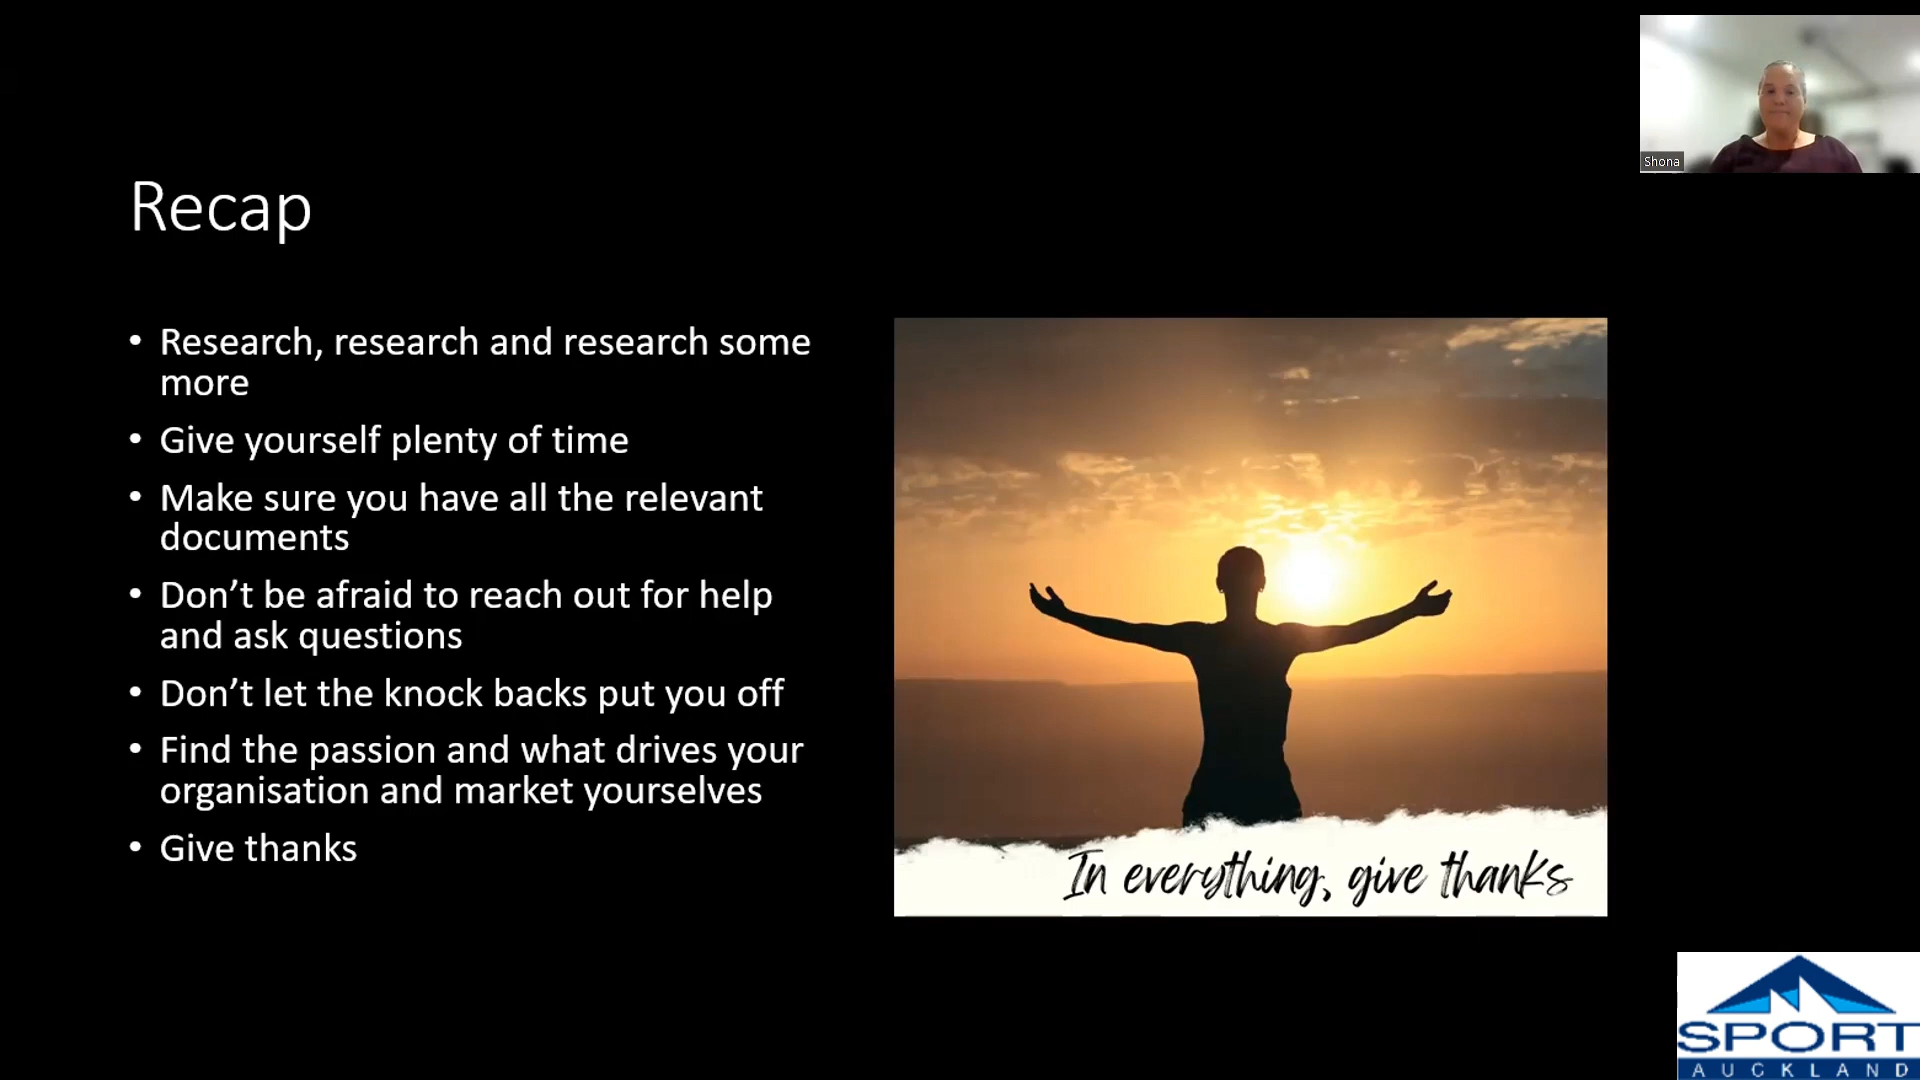 Shona
Recap
• Research, research and research some
more
• Give yourself plenty of time
• Make sure you have all the relevant
documents
• Don’t be afraid to reach out for help
and ask questions
• Don’t let the knock backs put you off
• Find the passion and what drives your
organisation and market yourselves
• Give thanks
In everything, give thanks
SPORT
AUCKLAND